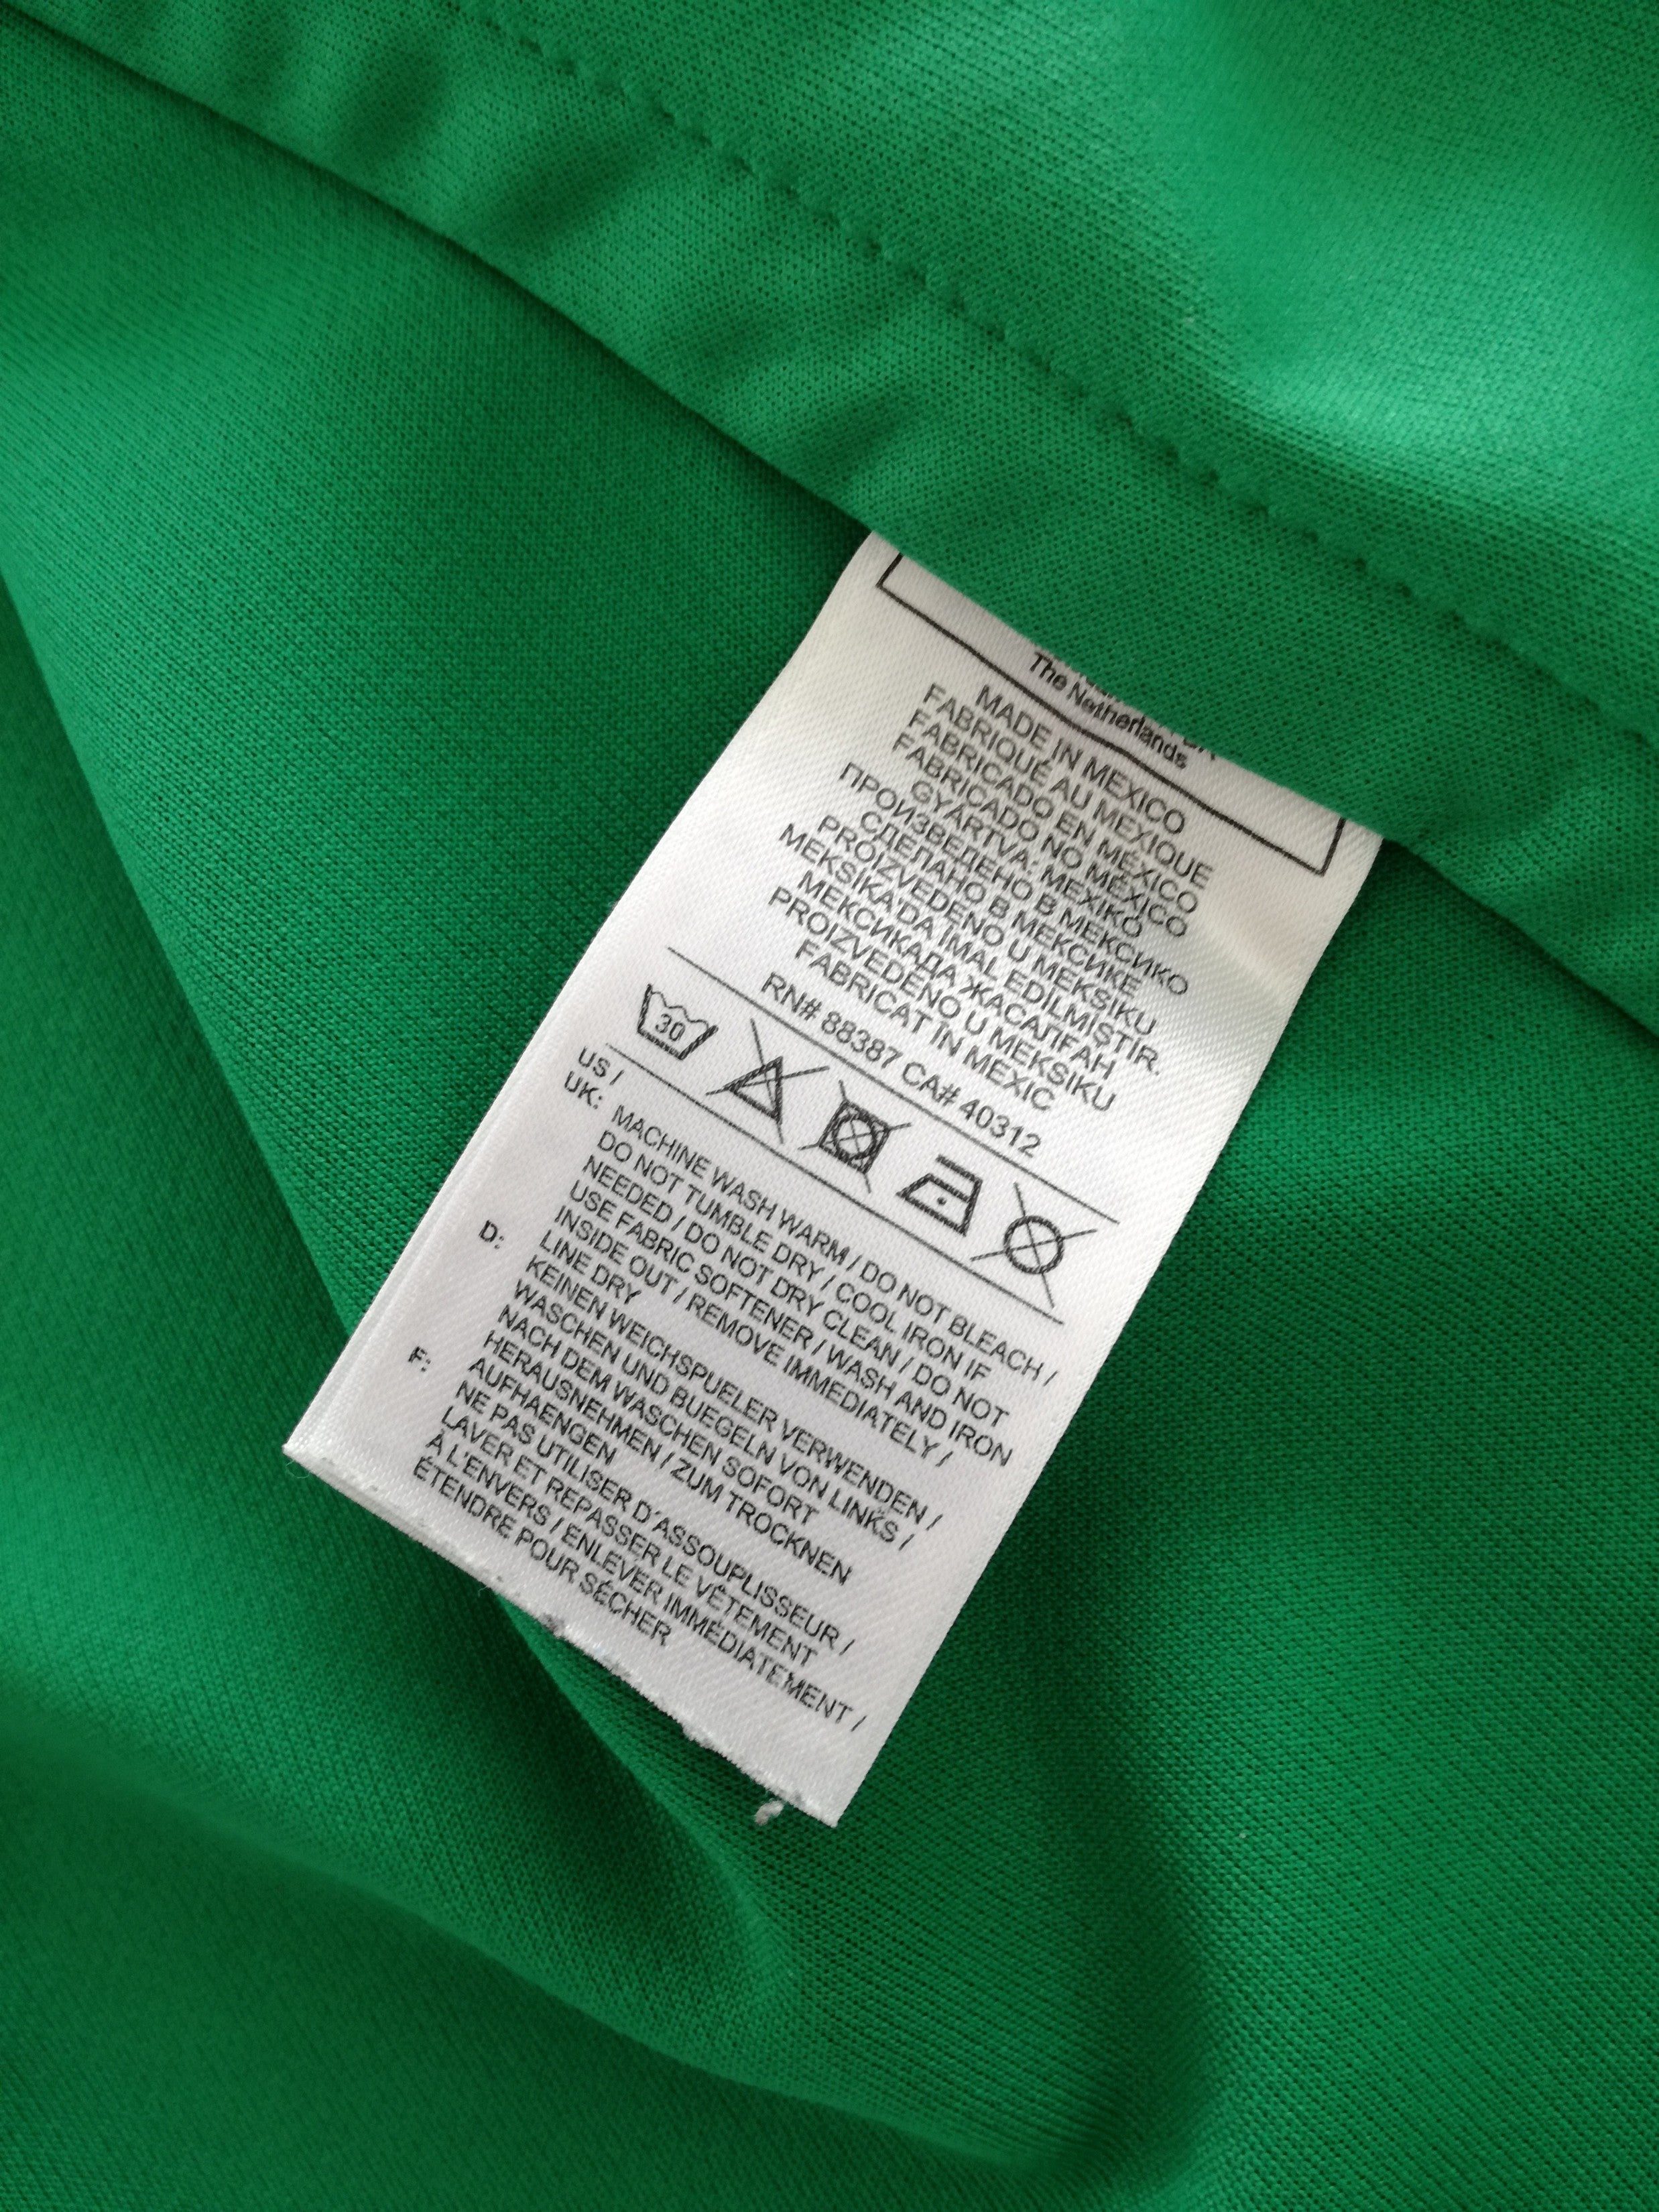 The Netherlands
MADE IN MEXICO
FABRIQUÉ AU MEXIQUE
FABRICADO EN MÉXICO
FABRICADO NO MÉXICO
GYÁRTVA: MEXIKÓ
ПРОИЗВЕДЕНО В МЕКСИКО
СДЕЛАНО В МЕКСИКЕ
PROIZVEDENO U MEKSIKU
MEKSİKA'DA İMAL EDİLMİŞTİR.
МЕКСИКАДА ЖАСАЛҒАН
PROIZVEDENO U MEKSIKU
FABRICAT ÎN MEXIC
RN# 88387 CA# 40312
30
US /
UK: MACHINE WASH WARM / DO NOT BLEACH /
DO NOT TUMBLE DRY / COOL IRON IF
NEEDED / DO NOT DRY CLEAN / DO NOT
USE FABRIC SOFTENER / WASH AND IRON
INSIDE OUT / REMOVE IMMEDIATELY /
LINE DRY
D: KEINEN WEICHSPUELER VERWENDEN /
WASCHEN UND BUEGELN VON LINKS /
NACH DEM WASCHEN SOFORT
HERAUSNEHMEN / ZUM TROCKNEN
AUFHAENGEN
F: NE PAS UTILISER D'ASSOUPLISSEUR /
LAVER ET REPASSER LE VÊTEMENT
À L'ENVERS / ENLEVER IMMÉDIATEMENT /
ÉTENDRE POUR SÉCHER